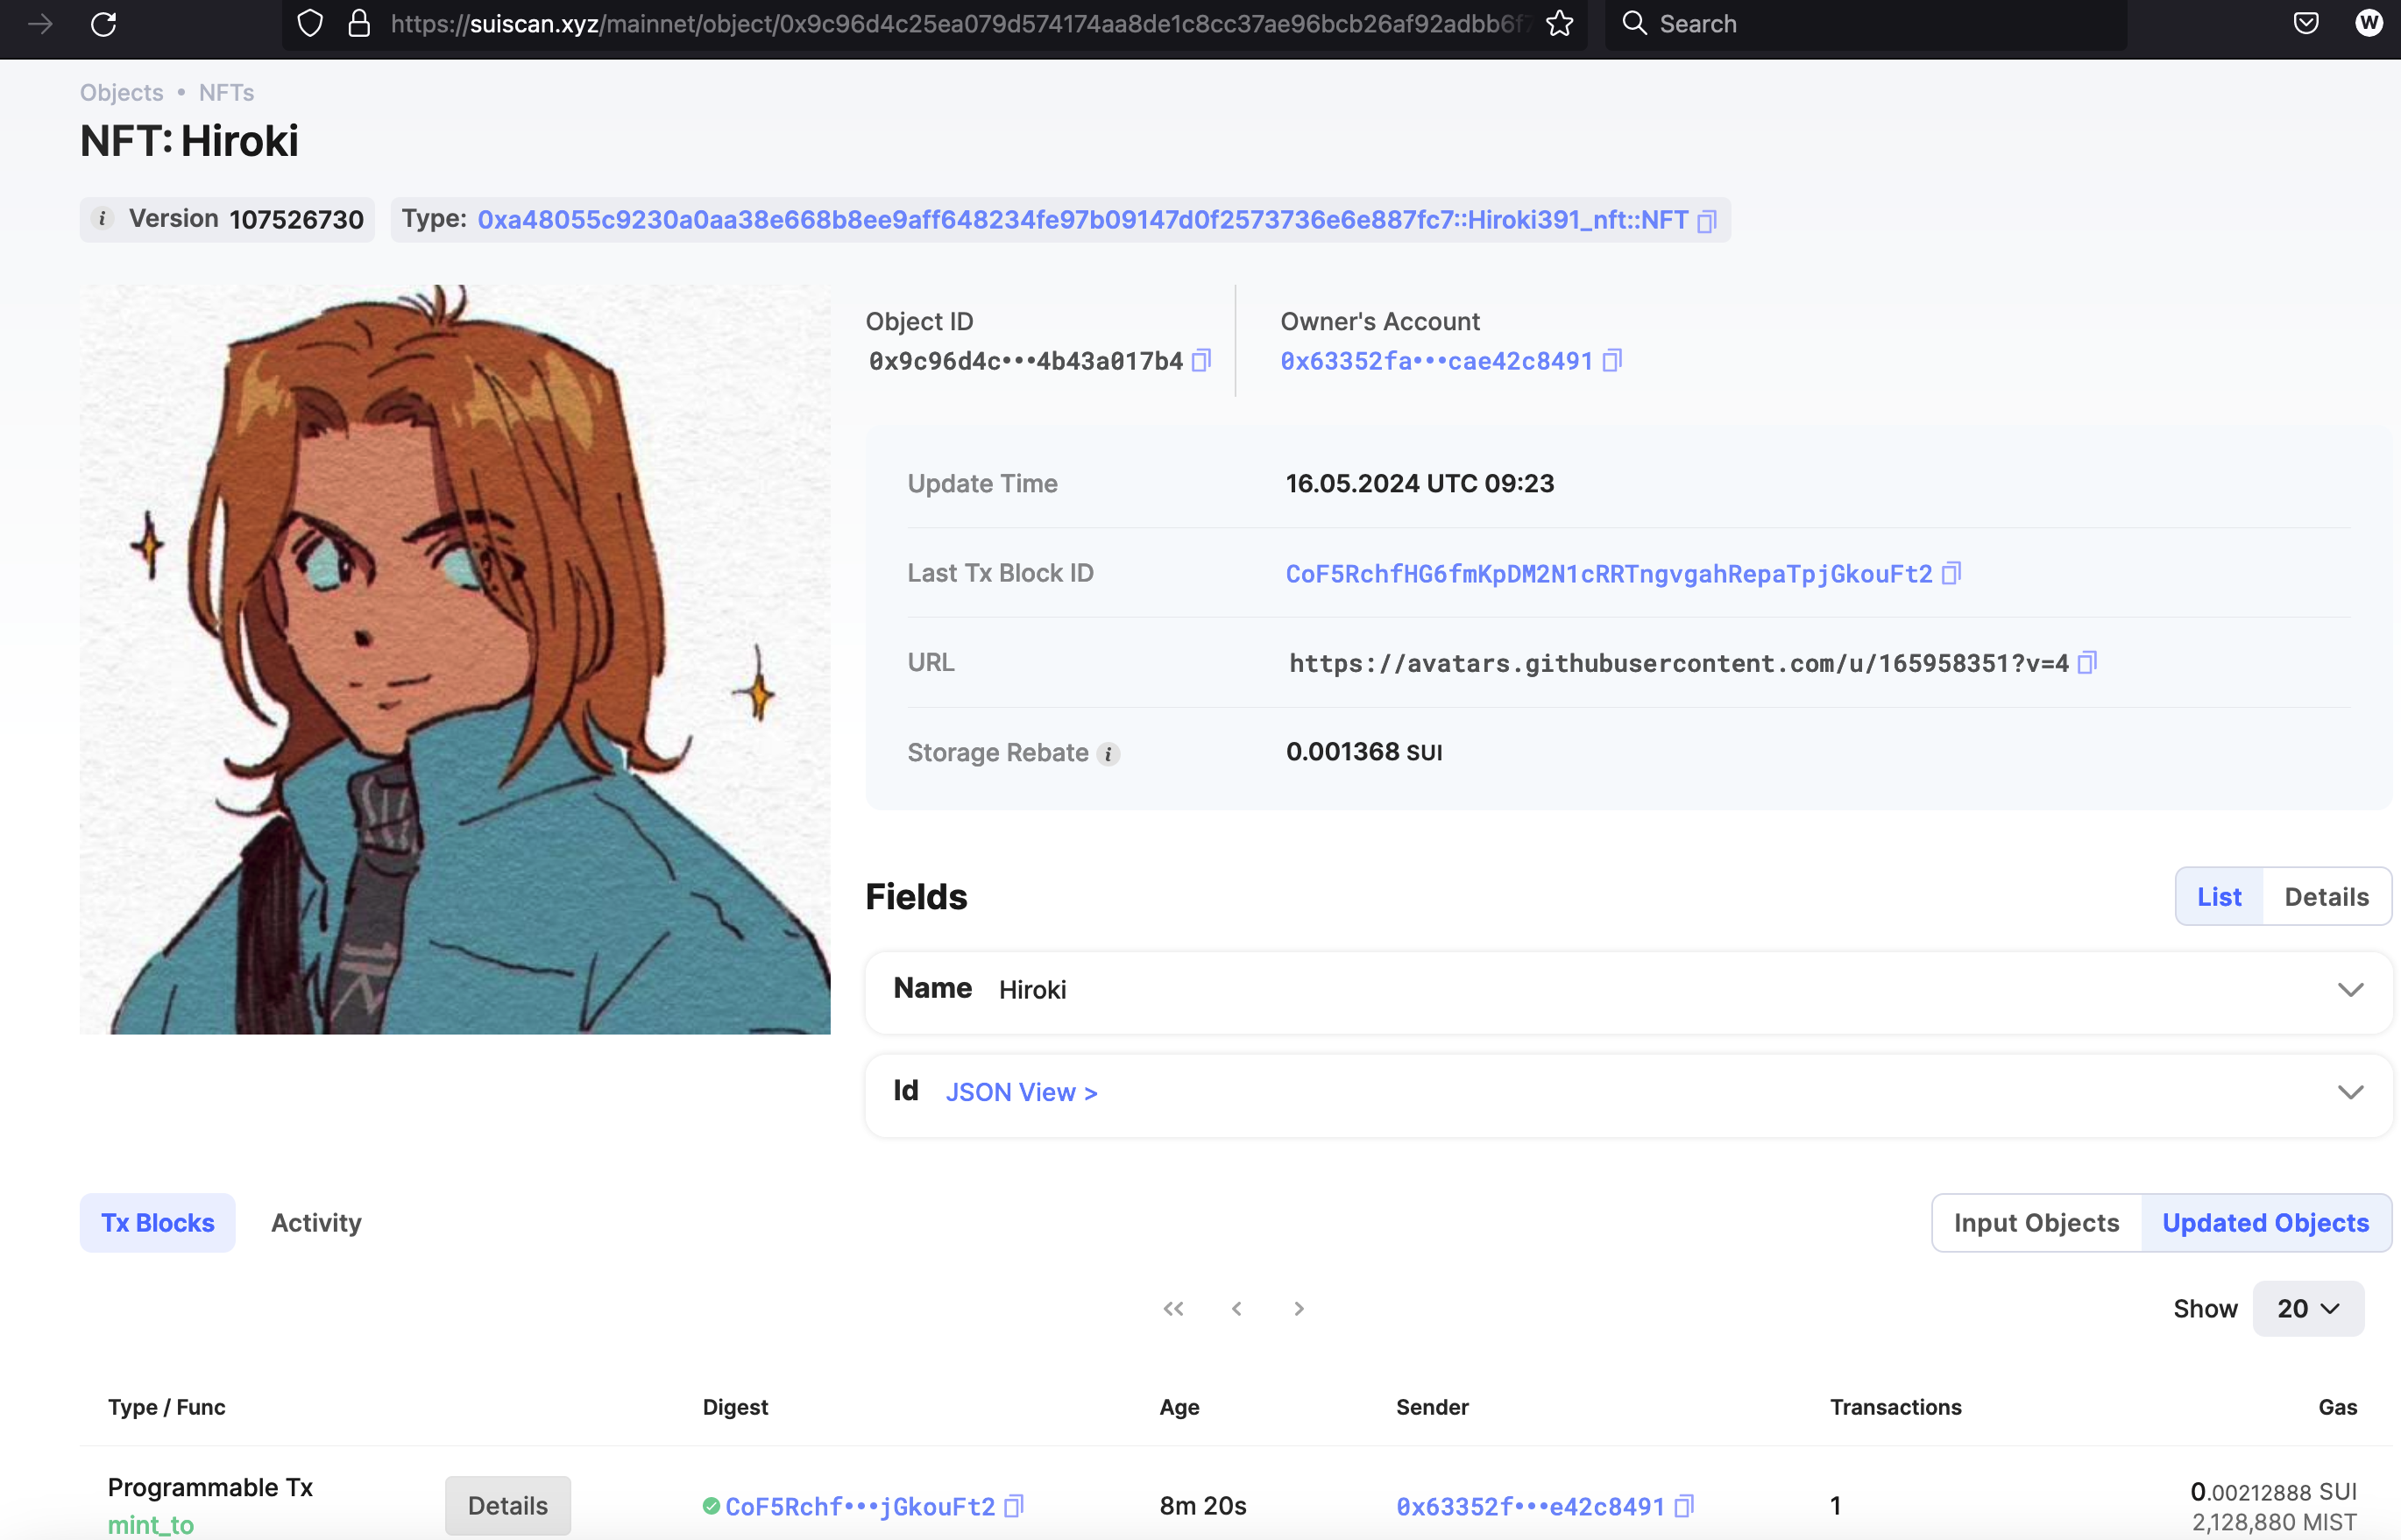 https://suiscan.xyz/mainnet/object/0x9c96d4c25ea079d574174aa8de1c8cc37ae96bcb26af92adbb6f7
Search
W
Objects • NFTs
NFT: Hiroki
i Version 107526730 Type: 0xa48055c9230a0aa38e668b8ee9aff648234fe97b09147d0f2573736e6e887fc7::Hiroki391_nft::NFT
Object ID
0x9c96d4c•••4b43a017b4
Owner's Account
0x63352fa•••cae42c8491
Update Time 16.05.2024 UTC 09:23
Last Tx Block ID CoF5RchfHG6fmKpDM2N1cRRTngvgahRepaTpjGkouFt2
URL https://avatars.githubusercontent.com/u/165958351?v=4
Storage Rebate i 0.001368 SUI
Fields List Details
Name Hiroki
Id JSON View >
Tx Blocks Activity Input Objects Updated Objects
Show 20
Type / Func Digest Age Sender Transactions Gas
Programmable Tx Details CoF5Rchf•••jGkouFt2 8m 20s 0x63352f•••e42c8491 1 0.00212888 SUI
mint_to 2,128,880 MIST